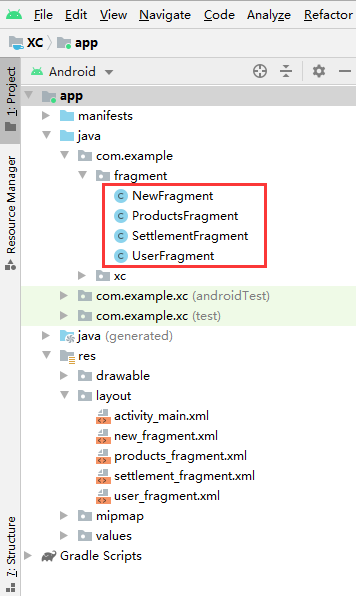 File Edit View Navigate Code Analyze Refactor
XC app
Android
1: Project
Resource Manager
7: Structure
app
manifests
java
com.example
fragment
NewFragment
ProductsFragment
SettlementFragment
UserFragment
xc
com.example.xc (androidTest)
com.example.xc (test)
java (generated)
res
drawable
layout
activity_main.xml
new_fragment.xml
products_fragment.xml
settlement_fragment.xml
user_fragment.xml
mipmap
values
Gradle Scripts